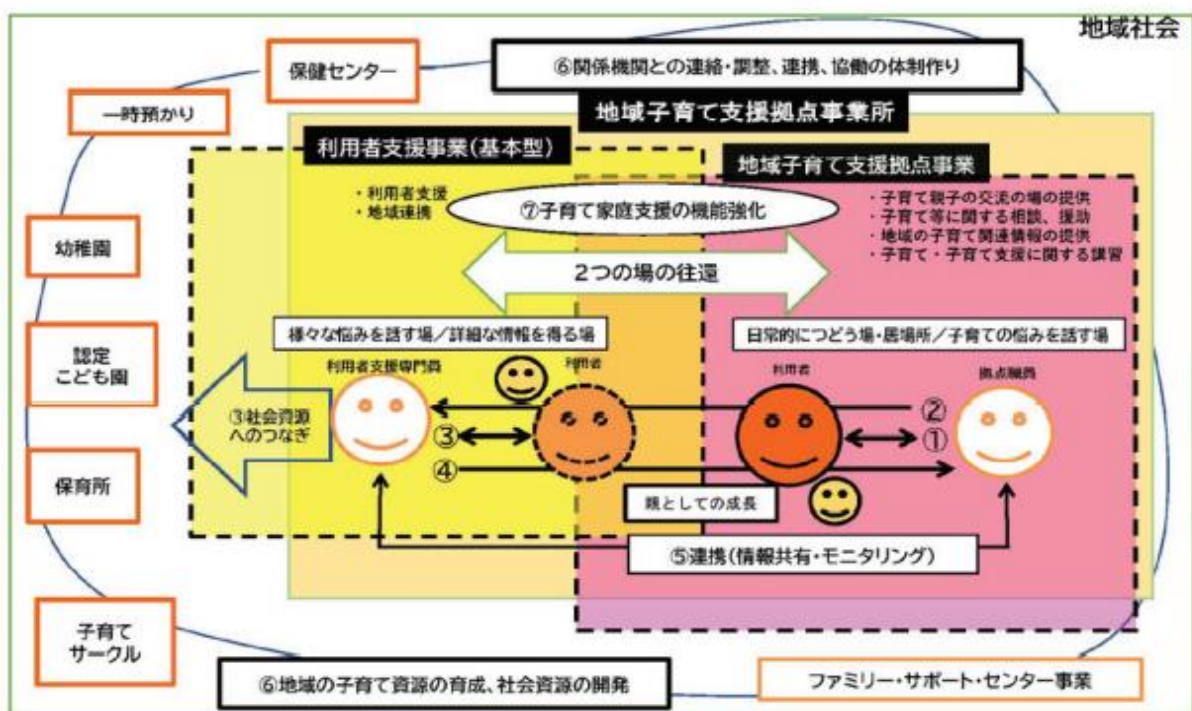 地域社会
保健センター
⑥関係機関との連絡・調整、連携、協働の体制作り
一時預かり
地域子育て支援拠点事業所
利用者支援事業(基本型)
地域子育て支援拠点事業
・利用者支援
・地域連携
⑦子育て家庭支援の機能強化
・子育て親子の交流の場の提供
・子育て等に関する相談、援助
・地域の子育て関連情報の提供
・子育て・子育て支援に関する講習
幼稚園
2つの場の往還
様々な悩みを話す場/詳細な情報を得る場
日常的につどう場・居場所/子育ての悩みを話す場
認定
こども園
利用者支援専門員
利用者
利用者
拠点職員
③社会資源
へのつなぎ
②
③
①
④
保育所
親としての成長
⑤連携(情報共有・モニタリング)
子育て
サークル
⑥地域の子育て資源の育成、社会資源の開発
ファミリー・サポート・センター事業